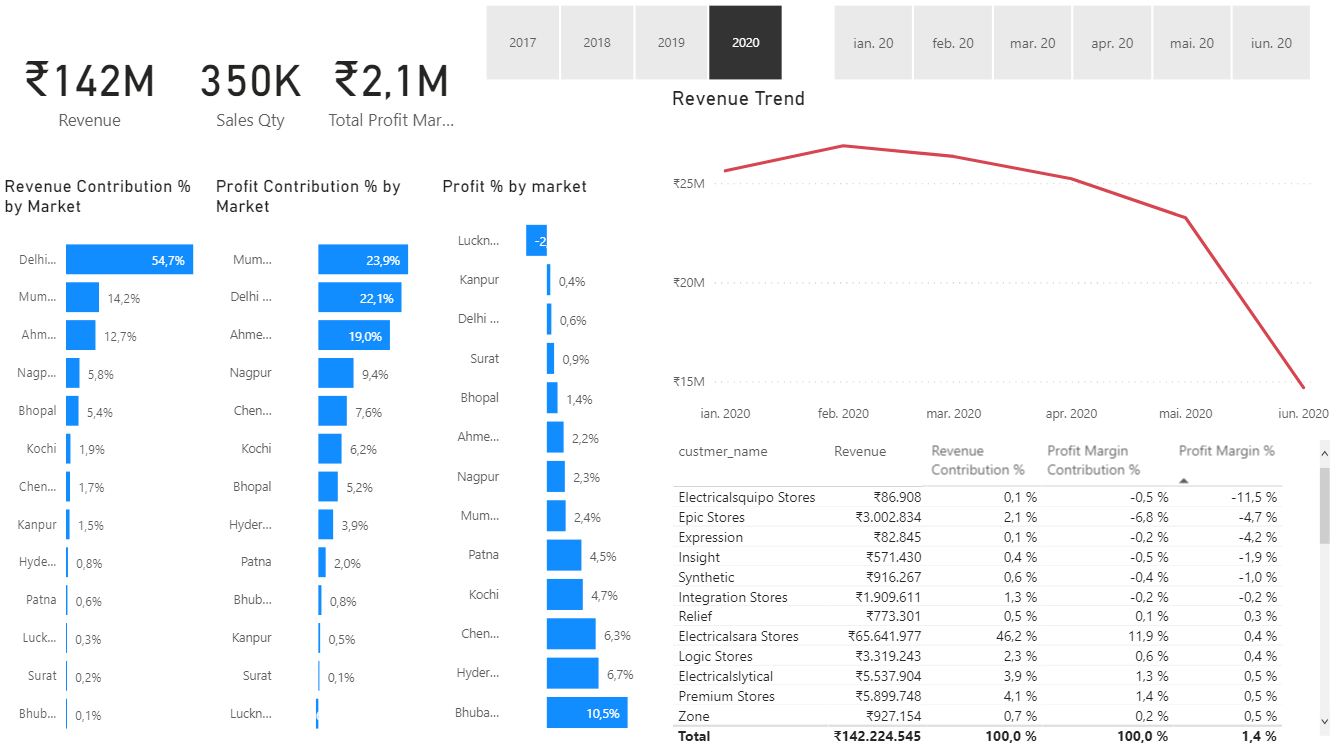 2017 2018 2019 2020 ian. 20 feb. 20 mar. 20 apr. 20 mai. 20 iun. 20
₹142M 350K ₹2,1M
Revenue Sales Qty Total Profit Mar...
Revenue Trend
₹25M
₹20M
₹15M
ian. 2020 feb. 2020 mar. 2020 apr. 2020 mai. 2020 iun. 2020
Revenue Contribution %
by Market
Delhi... 54,7%
Mum... 14,2%
Ahm... 12,7%
Nagp... 5,8%
Bhopal 5,4%
Kochi 1,9%
Chen... 1,7%
Kanpur 1,5%
Hyde... 0,8%
Patna 0,6%
Luck... 0,3%
Surat 0,2%
Bhub... 0,1%
Profit Contribution % by
Market
Mum... 23,9%
Delhi ... 22,1%
Ahme... 19,0%
Nagpur 9,4%
Chen... 7,6%
Kochi 6,2%
Bhopal 5,2%
Hyder... 3,9%
Patna 2,0%
Bhub... 0,8%
Kanpur 0,5%
Surat 0,1%
Luckn...
Profit % by market
Luckn... -2
Kanpur 0,4%
Delhi ... 0,6%
Surat 0,9%
Bhopal 1,4%
Ahme... 2,2%
Nagpur 2,3%
Mum... 2,4%
Patna 4,5%
Kochi 4,7%
Chen... 6,3%
Hyder... 6,7%
Bhuba... 10,5%
custmer_name Revenue Revenue Profit Margin Profit Margin %
Contribution % Contribution %
Electricalsquipo Stores ₹86.908 0,1 % -0,5 % -11,5 %
Epic Stores ₹3.002.834 2,1 % -6,8 % -4,7 %
Expression ₹82.845 0,1 % -0,2 % -4,2 %
Insight ₹571.430 0,4 % -0,5 % -1,9 %
Synthetic ₹916.267 0,6 % -0,4 % -1,0 %
Integration Stores ₹1.909.611 1,3 % -0,2 % -0,2 %
Relief ₹773.301 0,5 % 0,1 % 0,3 %
Electricalsara Stores ₹65.641.977 46,2 % 11,9 % 0,4 %
Logic Stores ₹3.319.243 2,3 % 0,6 % 0,4 %
Electricalslytical ₹5.537.904 3,9 % 1,3 % 0,5 %
Premium Stores ₹5.899.748 4,1 % 1,4 % 0,5 %
Zone ₹927.154 0,7 % 0,2 % 0,5 %
Total ₹142.224.545 100,0 % 100,0 % 1,4 %